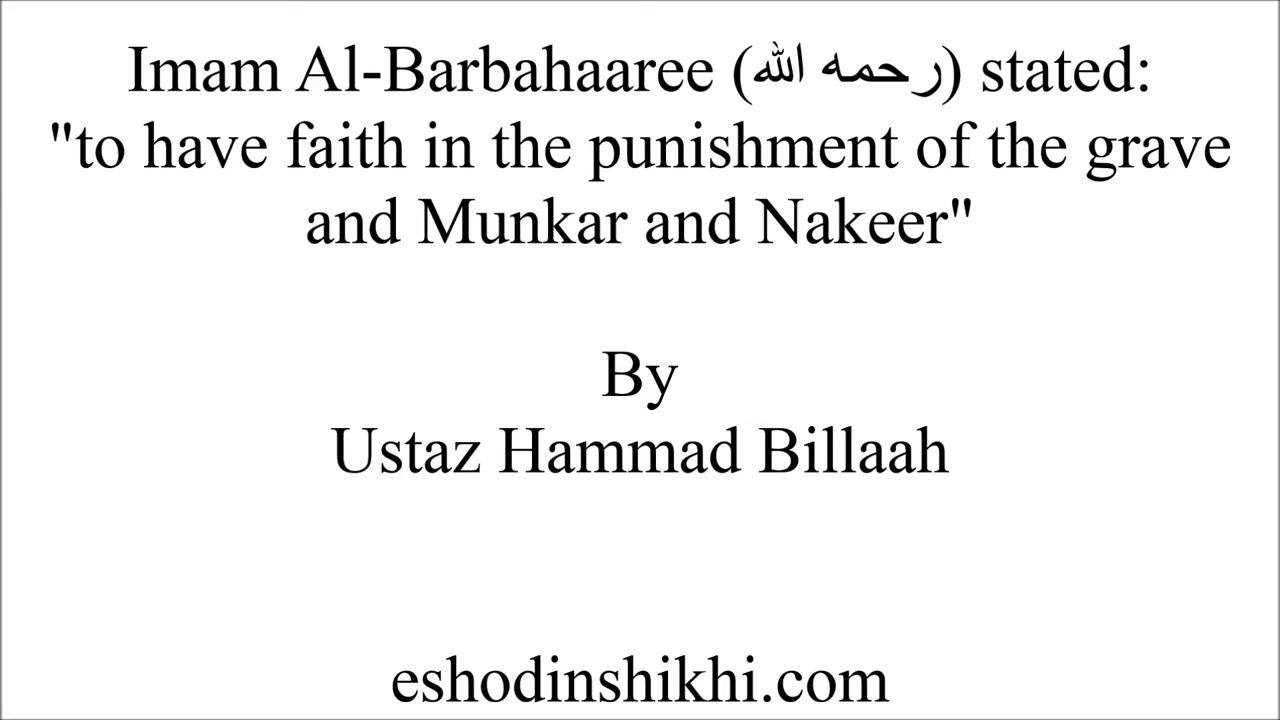 Imam Al-Barbahaaree (رحمه الله) stated:
"to have faith in the punishment of the grave
and Munkar and Nakeer"
By
Ustaz Hammad Billaah
eshodinshikhi.com